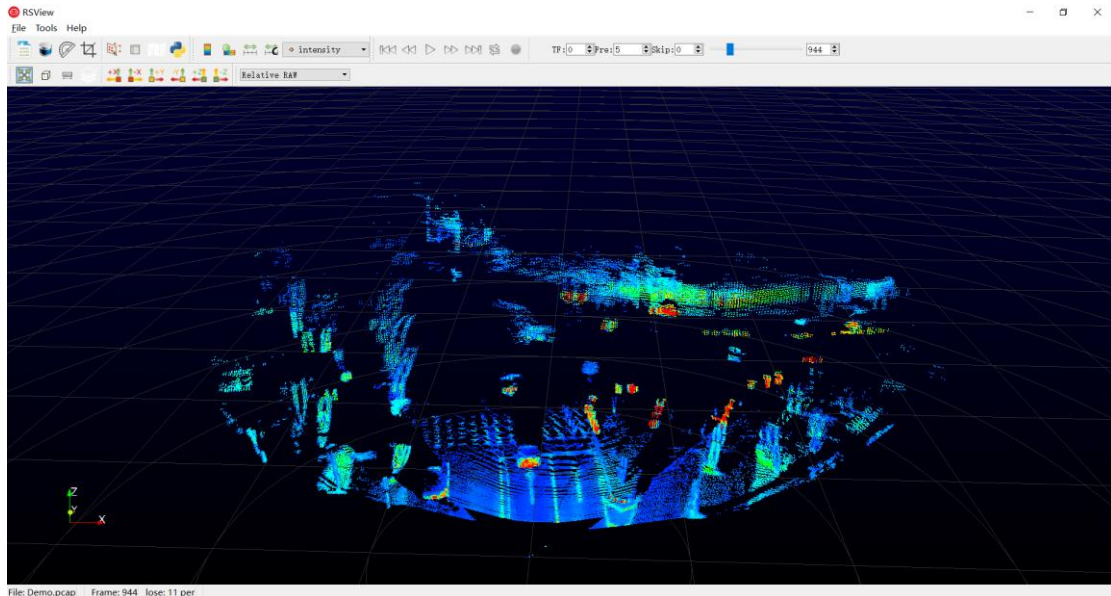 RSView
File Tools Help
intensity TF:0 Fre:5 Skip:0 944
+X -X +Y -Y +Z -Z Relative RAW
Z
Y
X
File: Demo.pcap Frame: 944 lose: 11 per